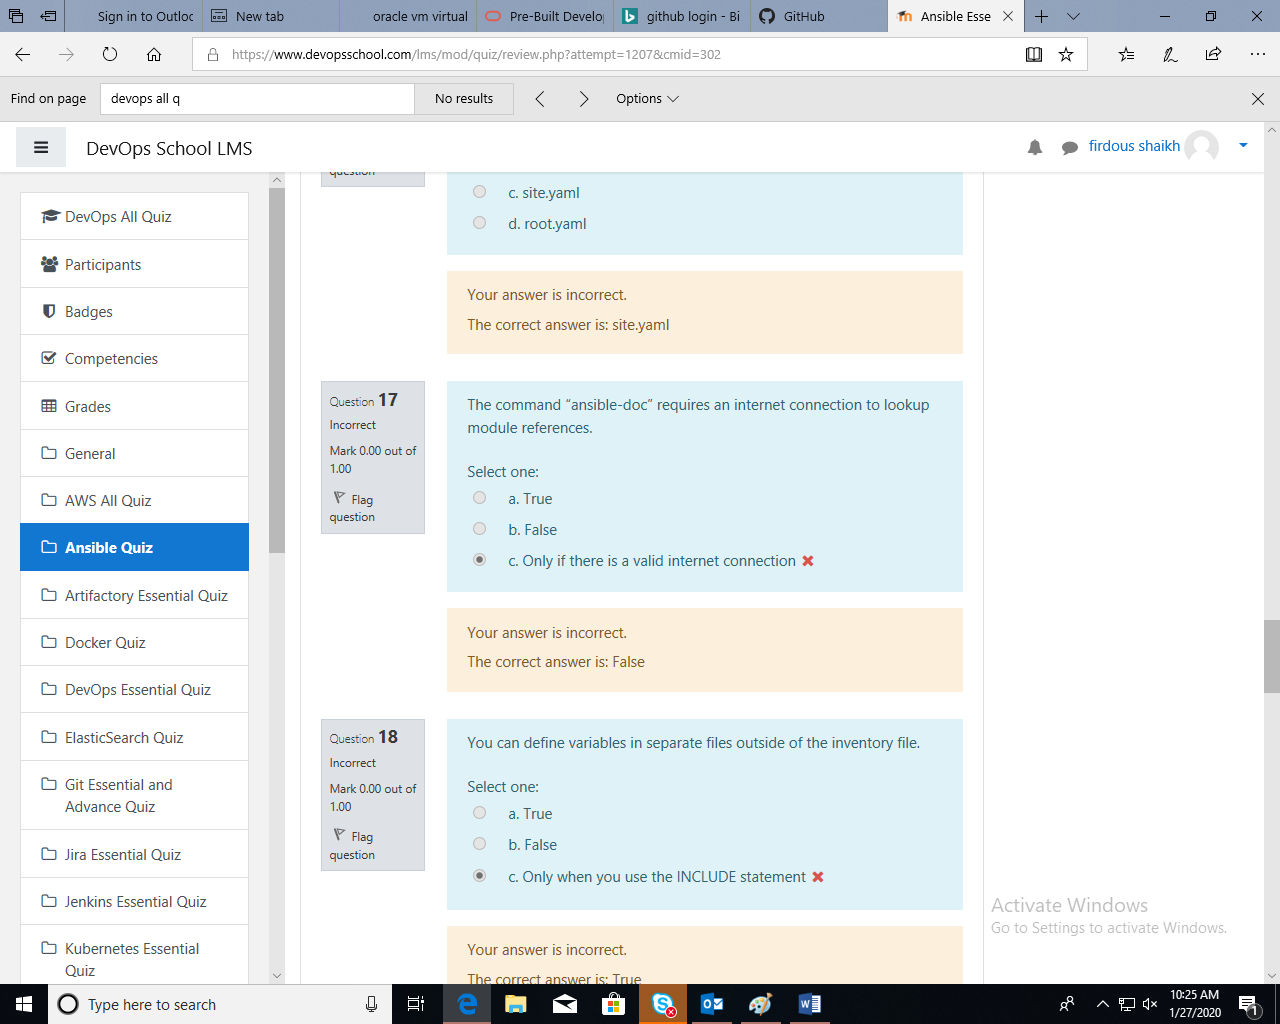 Sign in to Outloc
New tab
oracle vm virtual
Pre-Built Develo
github login - Bi
GitHub
Ansible Esse
https://www.devopsschool.com/lms/mod/quiz/review.php?attempt=1207&cmid=302
Find on page
devops all q
No results
Options
DevOps School LMS
firdous shaikh
DevOps All Quiz
Participants
Badges
Competencies
Grades
General
AWS All Quiz
Ansible Quiz
Artifactory Essential Quiz
Docker Quiz
DevOps Essential Quiz
ElasticSearch Quiz
Git Essential and
Advance Quiz
Jira Essential Quiz
Jenkins Essential Quiz
Kubernetes Essential
Quiz
question
c. site.yaml
d. root.yaml
Your answer is incorrect.
The correct answer is: site.yaml
Question 17
Incorrect
Mark 0.00 out of
1.00
Flag
question
The command “ansible-doc” requires an internet connection to lookup
module references.
Select one:
a. True
b. False
c. Only if there is a valid internet connection
Your answer is incorrect.
The correct answer is: False
Question 18
Incorrect
Mark 0.00 out of
1.00
Flag
question
You can define variables in separate files outside of the inventory file.
Select one:
a. True
b. False
c. Only when you use the INCLUDE statement
Your answer is incorrect.
The correct answer is: True
Activate Windows
Go to Settings to activate Windows.
Type here to search
10:25 AM
1/27/2020
1